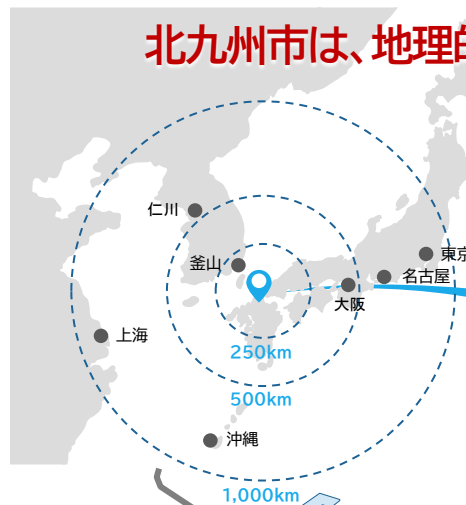 北九州市は、地理的
仁川
釜山
東京
名古屋
大阪
上海
250km
500km
沖縄
1,000km